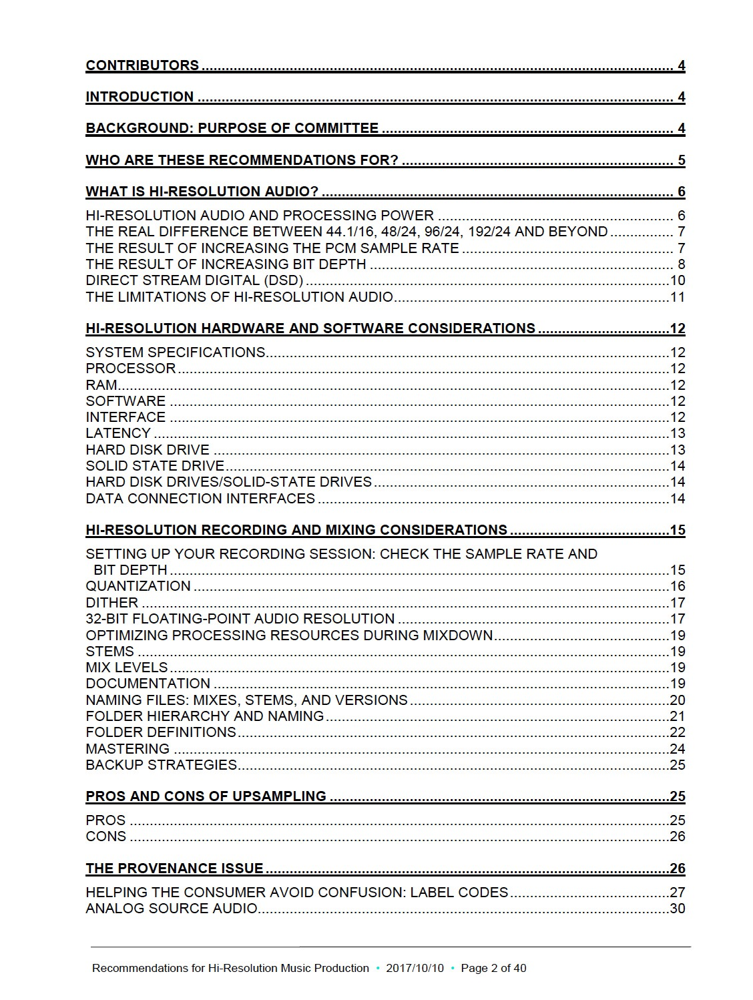 CONTRIBUTORS ........................................................................................................................ 4
INTRODUCTION ......................................................................................................................... 4
BACKGROUND: PURPOSE OF COMMITTEE .......................................................................... 4
WHO ARE THESE RECOMMENDATIONS FOR? ..................................................................... 5
WHAT IS HI-RESOLUTION AUDIO? ......................................................................................... 6
HI-RESOLUTION AUDIO AND PROCESSING POWER ............................................................ 6
THE REAL DIFFERENCE BETWEEN 44.1/16, 48/24, 96/24, 192/24 AND BEYOND ................ 7
THE RESULT OF INCREASING THE PCM SAMPLE RATE ...................................................... 7
THE RESULT OF INCREASING BIT DEPTH ............................................................................. 8
DIRECT STREAM DIGITAL (DSD) ............................................................................................10
THE LIMITATIONS OF HI-RESOLUTION AUDIO......................................................................11
HI-RESOLUTION HARDWARE AND SOFTWARE CONSIDERATIONS .................................12
SYSTEM SPECIFICATIONS......................................................................................................12
PROCESSOR ............................................................................................................................12
RAM............................................................................................................................................12
SOFTWARE ...............................................................................................................................12
INTERFACE ...............................................................................................................................12
LATENCY ...................................................................................................................................13
HARD DISK DRIVE ....................................................................................................................13
SOLID STATE DRIVE.................................................................................................................14
HARD DISK DRIVES/SOLID-STATE DRIVES ...........................................................................14
DATA CONNECTION INTERFACES .........................................................................................14
HI-RESOLUTION RECORDING AND MIXING CONSIDERATIONS ........................................15
SETTING UP YOUR RECORDING SESSION: CHECK THE SAMPLE RATE AND
BIT DEPTH ...............................................................................................................................15
QUANTIZATION .........................................................................................................................16
DITHER ......................................................................................................................................17
32-BIT FLOATING-POINT AUDIO RESOLUTION .....................................................................17
OPTIMIZING PROCESSING RESOURCES DURING MIXDOWN.............................................19
STEMS .......................................................................................................................................19
MIX LEVELS ...............................................................................................................................19
DOCUMENTATION ....................................................................................................................19
NAMING FILES: MIXES, STEMS, AND VERSIONS ..................................................................20
FOLDER HIERARCHY AND NAMING .......................................................................................21
FOLDER DEFINITIONS .............................................................................................................22
MASTERING ..............................................................................................................................24
BACKUP STRATEGIES.............................................................................................................25
PROS AND CONS OF UPSAMPLING ......................................................................................25
PROS .........................................................................................................................................25
CONS .........................................................................................................................................26
THE PROVENANCE ISSUE ......................................................................................................26
HELPING THE CONSUMER AVOID CONFUSION: LABEL CODES ........................................27
ANALOG SOURCE AUDIO........................................................................................................30
Recommendations for Hi-Resolution Music Production • 2017/10/10 • Page 2 of 40